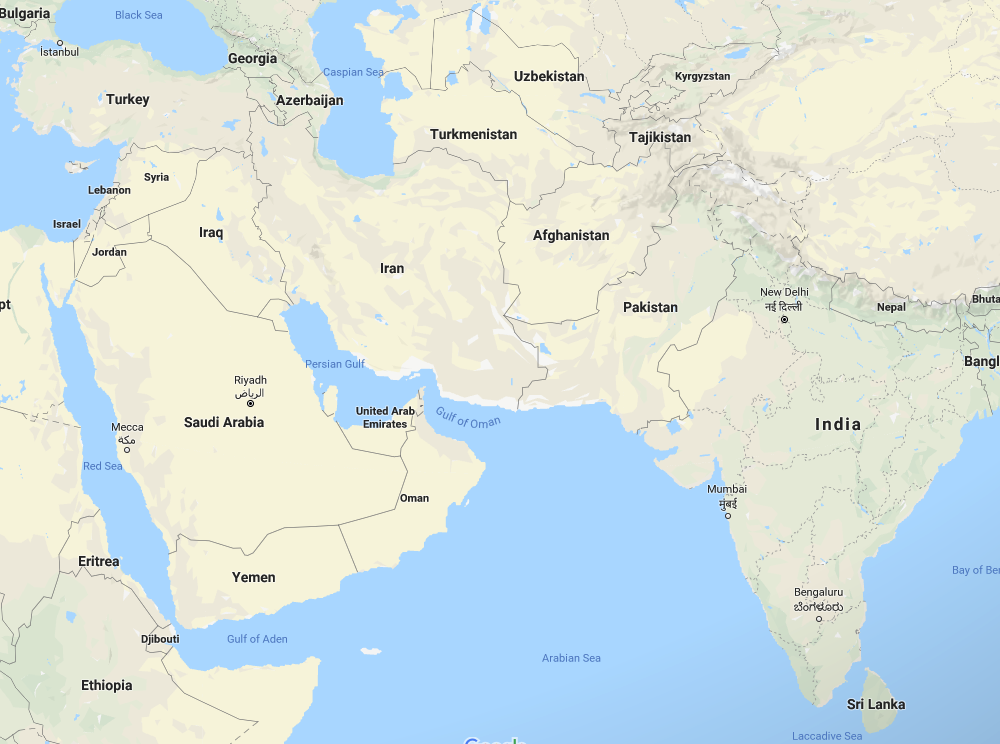 Bulgaria
Black Sea
İstanbul
Georgia
Caspian Sea
Uzbekistan
Kyrgyzstan
Turkey
Azerbaijan
Turkmenistan
Tajikistan
Syria
Lebanon
Israel
Iraq
Jordan
Afghanistan
Iran
pt
Pakistan
New Delhi
नई दिल्ली
Nepal
Bhuta
Persian Gulf
Bangl
Riyadh
الرياض
United Arab
Emirates
Gulf of Oman
Saudi Arabia
Mecca
مكة
India
Red Sea
Oman
Mumbai
मुंबई
Eritrea
Yemen
Bay of Ben
Bengaluru
ಬೆಂಗಳೂರು
Djibouti
Gulf of Aden
Arabian Sea
Ethiopia
Sri Lanka
Laccadive Sea
Google